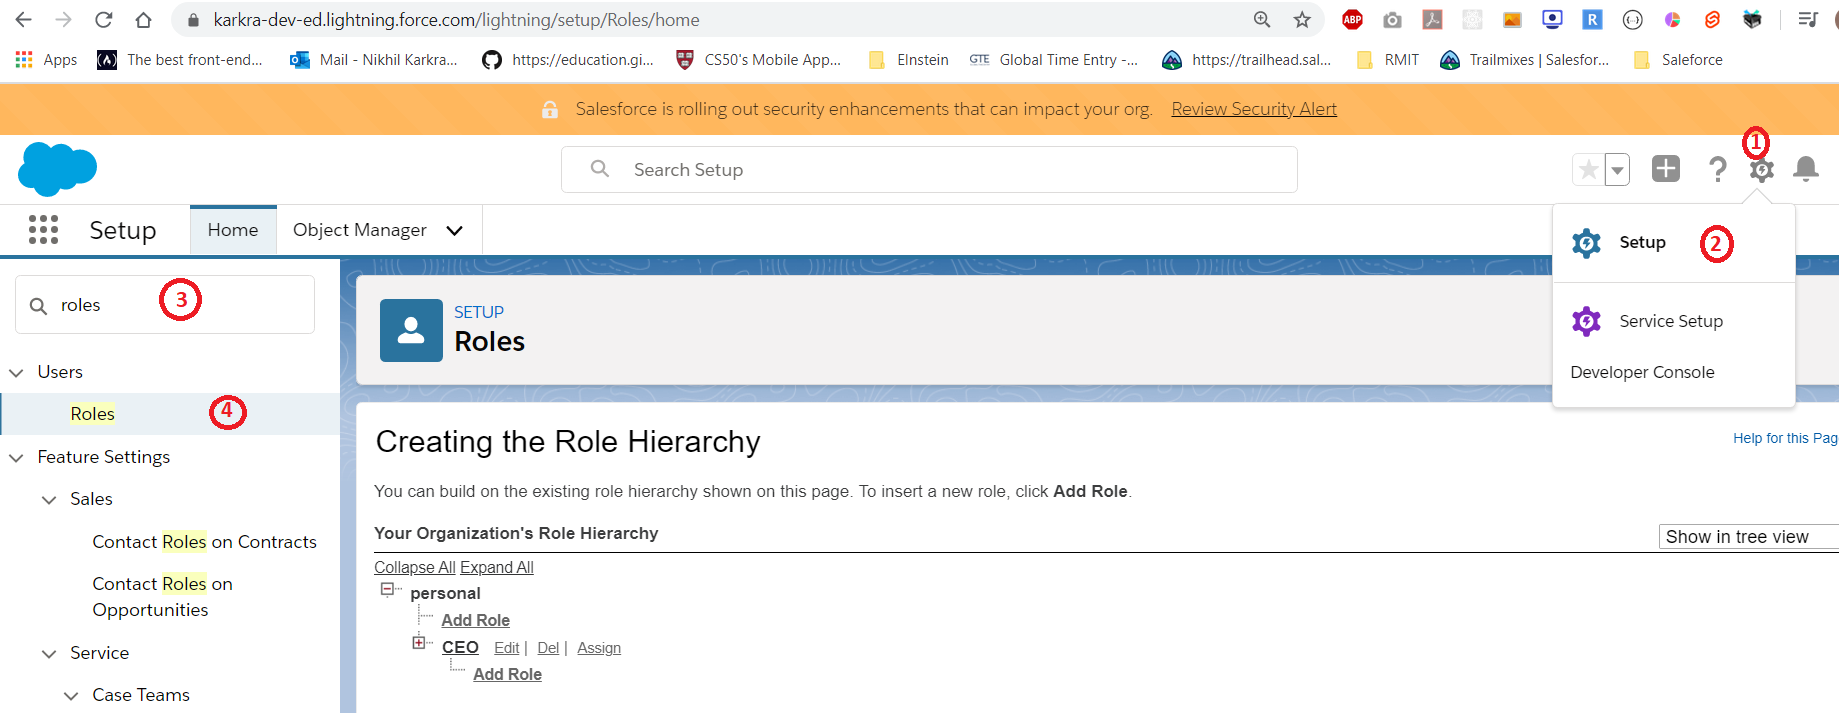 karkra-dev-ed.lightning.force.com/lightning/setup/Roles/home
ABP
R
Apps
The best front-end...
Mail - Nikhil Karkra...
https://education.gi...
CS50's Mobile App...
EInstein
GTE Global Time Entry -...
https://trailhead.sal...
RMIT
Trailmixes | Salesfor...
Saleforce
Salesforce is rolling out security enhancements that can impact your org. Review Security Alert
1
Search Setup
Setup
Home
Object Manager
Setup 2
Service Setup
Developer Console
roles 3
Users
Roles 4
Feature Settings
Sales
Contact Roles on Contracts
Contact Roles on
Opportunities
Service
Case Teams
SETUP
Roles
Creating the Role Hierarchy
Help for this Pag
You can build on the existing role hierarchy shown on this page. To insert a new role, click Add Role.
Your Organization's Role Hierarchy
Show in tree view
Collapse All Expand All
personal
Add Role
CEO Edit | Del | Assign
Add Role